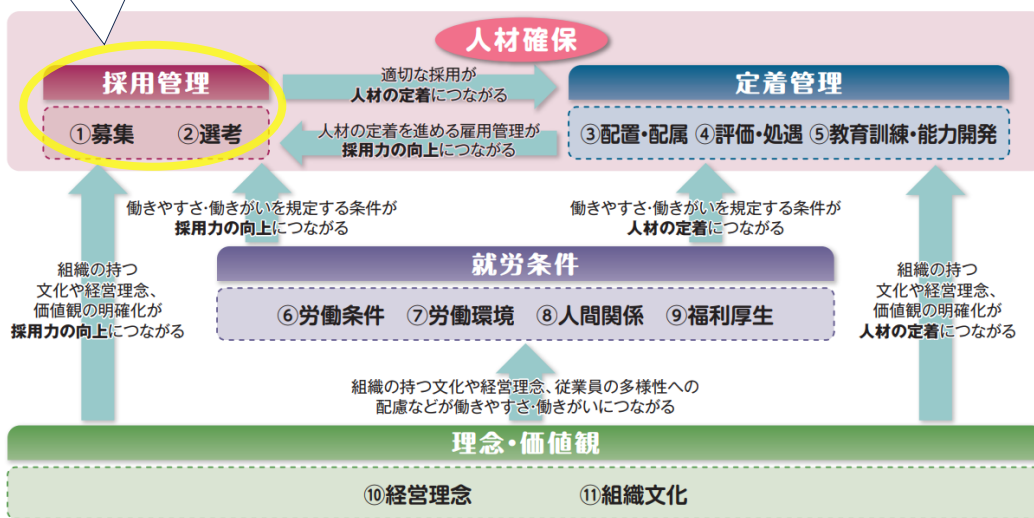 人材確保
採用管理
①募集 ②選考
適切な採用が
人材の定着につながる
人材の定着を進める雇用管理が
採用力の向上につながる
定着管理
③配置・配属 ④評価・処遇 ⑤教育訓練・能力開発
働きやすさ・働きがいを規定する条件が
採用力の向上につながる
働きやすさ・働きがいを規定する条件が
人材の定着につながる
組織の持つ
文化や経営理念、
価値観の明確化が
採用力の向上につながる
就労条件
⑥労働条件 ⑦労働環境 ⑧人間関係 ⑨福利厚生
組織の持つ
文化や経営理念、
価値観の明確化が
人材の定着につながる
組織の持つ文化や経営理念、従業員の多様性への
配慮などが働きやすさ・働きがいにつながる
理念・価値観
⑩経営理念 ⑪組織文化